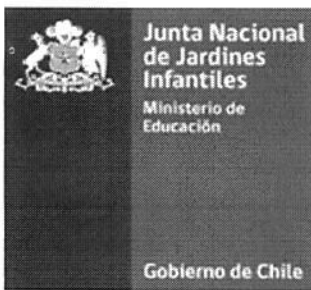 Junta Nacional
de Jardines
Infantiles
Ministerio de
Educación
Gobierno de Chile